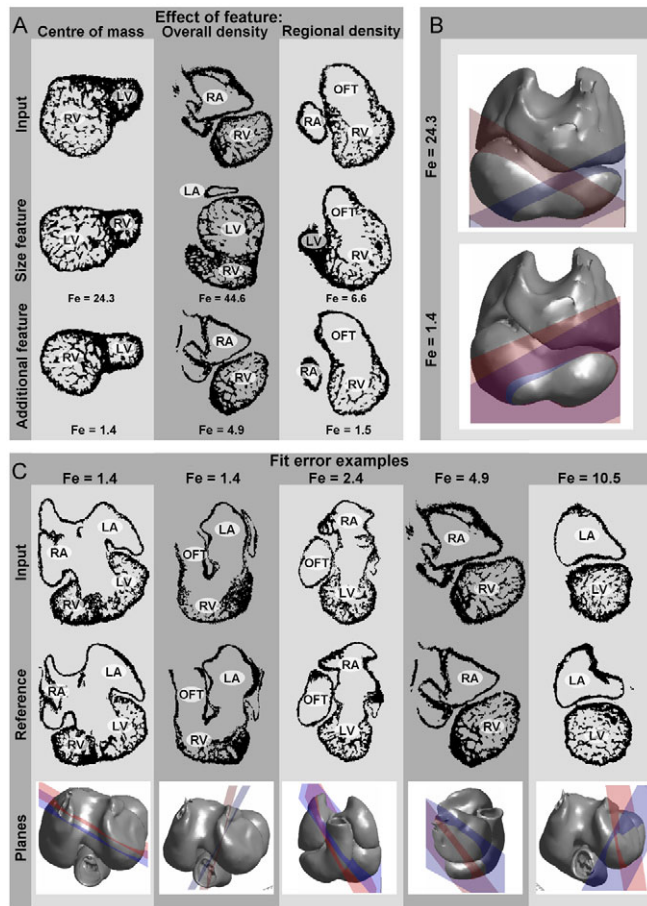 A
Effect of feature:
Centre of mass
Overall density
Regional density
Input
RV
LV
RA
RV
OFT
RA
RV
Size feature
LV
RV
LA
LV
RV
OFT
LV
RV
Fe = 24.3
Fe = 44.6
Fe = 6.6
Additional feature
RV
LV
RA
RV
OFT
RA
RV
Fe = 1.4
Fe = 4.9
Fe = 1.5
B
Fe = 24.3
Fe = 1.4
C
Fit error examples
Fe = 1.4
Fe = 1.4
Fe = 2.4
Fe = 4.9
Fe = 10.5
Input
LA
RA
LV
RV
LA
OFT
RV
RA
OFT
LV
RA
RV
LA
LV
Reference
LA
RA
LV
RV
LA
OFT
RV
RA
OFT
LV
RA
RV
LA
LV
Planes